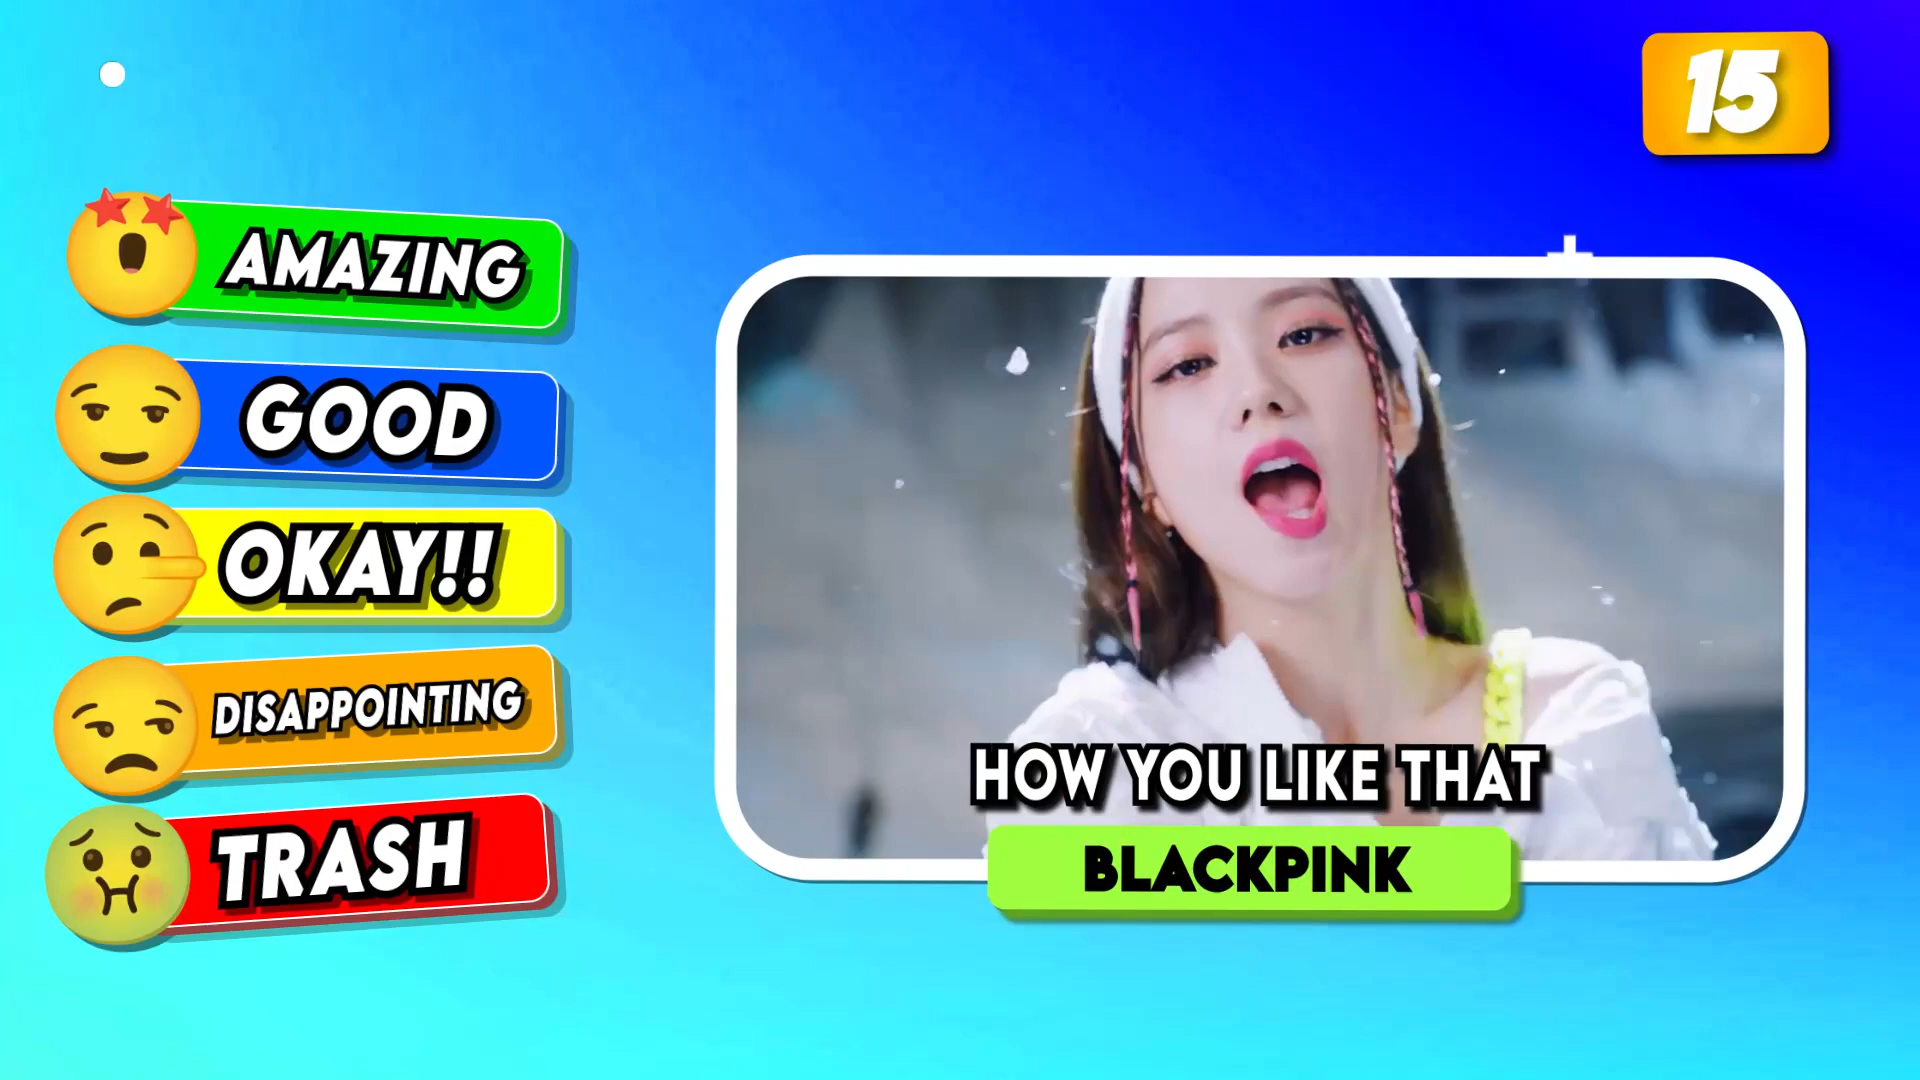 15
AMAZING
GOOD
OKAY!!
DISAPPOINTING
TRASH
HOW YOU LIKE THAT
BLACKPINK